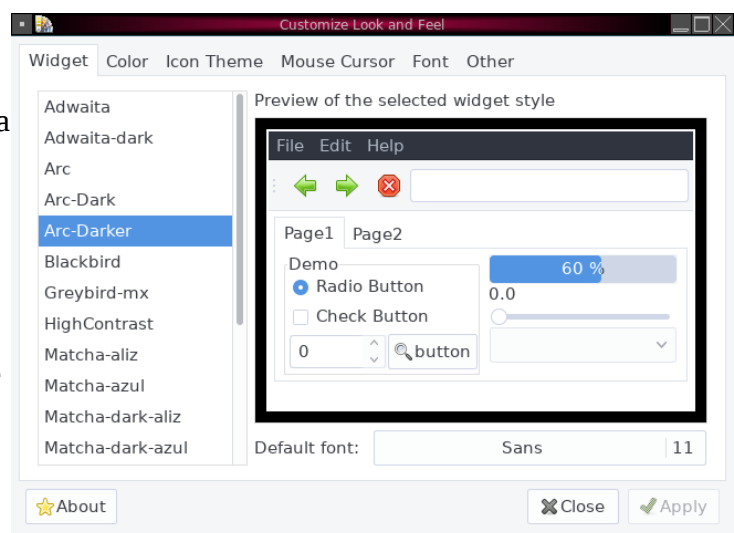 Customize Look and Feel
Widget Color Icon Theme Mouse Cursor Font Other
a
Adwaita
Adwaita-dark
Arc
Arc-Dark
Arc-Darker
Blackbird
Greybird-mx
HighContrast
Matcha-aliz
Matcha-azul
Matcha-dark-aliz
Matcha-dark-azul
Preview of the selected widget style
File Edit Help
Page1 Page2
Demo
Radio Button
Check Button
0 button
60 %
0.0
Default font: Sans 11
About Close Apply